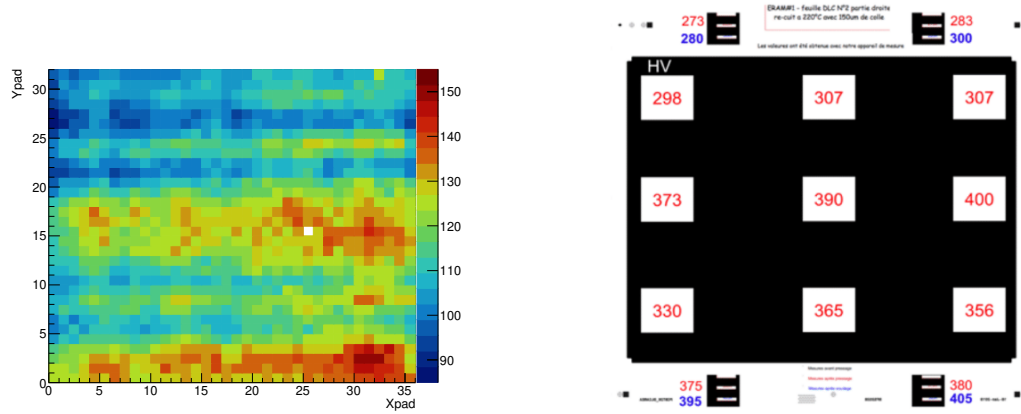 Ypad
30
25
20
15
10
5
0
0 5 10 15 20 25 30 35
Xpad
150
140
130
120
110
100
90
ERAM#1 - feuille DLC N°2 partie droite
re-cuit a 220°C avec 150um de colle
273 283
280 300
Les valeures ont été obtenue avec notre appareil de mesure
HV
298 307 307
373 390 400
330 365 356
375 380
395 405